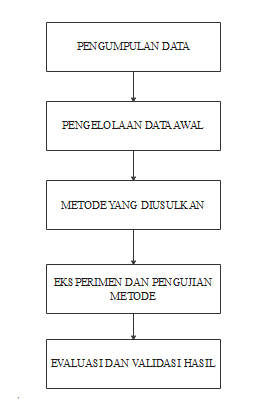 PENGUMPULAN DATA
PENGELOLAAN DATA AWAL
METODE YANG DIUSULKAN
EKSPERIMEN DAN PENGUJIAN
METODE
EVALUASI DAN VALIDASI HASIL